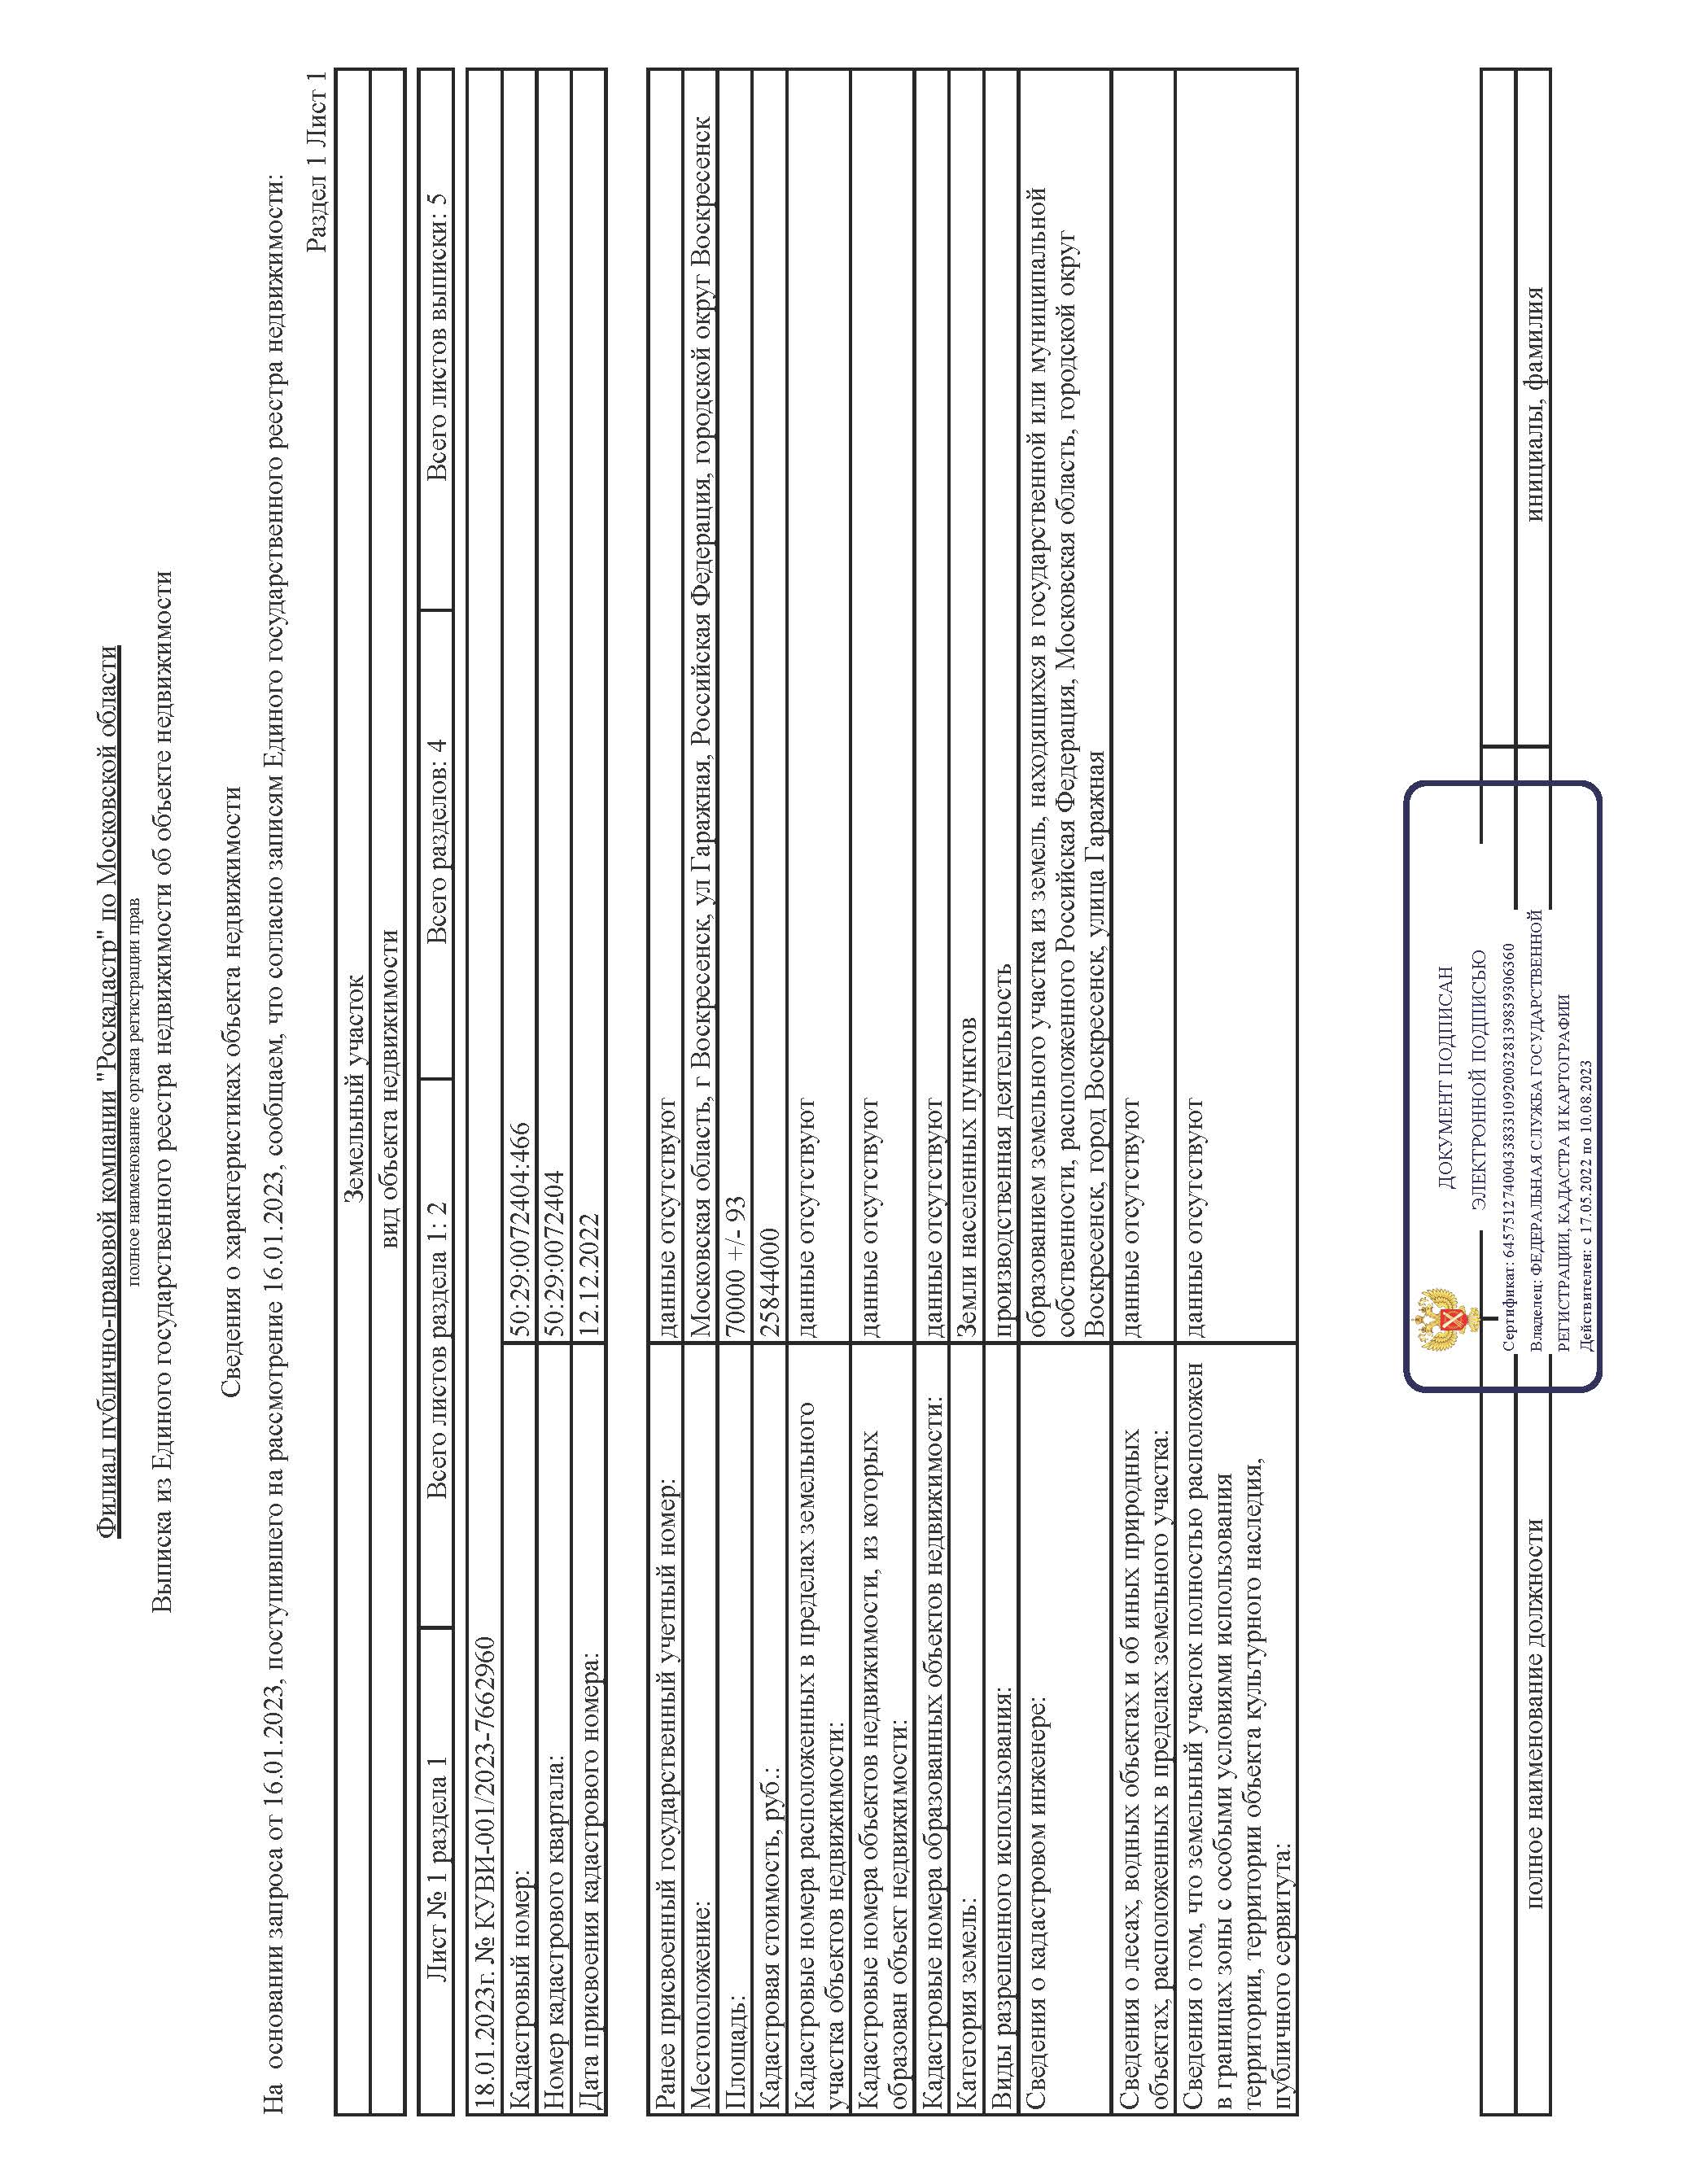 Филиал публично-правовой компании "Роскадастр" по Московской области
полное наименование органа регистрации прав
Выписка из Единого государственного реестра недвижимости об объекте недвижимости
Сведения о характеристиках объекта недвижимости
На основании запроса от 16.01.2023, поступившего на рассмотрение 16.01.2023, сообщаем, что согласно записям Единого государственного реестра недвижимости:
Раздел 1 Лист 1
Земельный участок
вид объекта недвижимости
Лист № 1 раздела 1
Всего листов раздела 1: 2
Всего разделов: 4
Всего листов выписки: 5
18.01.2023г. № КУВИ-001/2023-7662960
Кадастровый номер:
50:29:0072404:466
Номер кадастрового квартала:
50:29:0072404
Дата присвоения кадастрового номера:
12.12.2022
Ранее присвоенный государственный учетный номер:
данные отсутствуют
Местоположение:
Московская область, г Воскресенск, ул Гаражная, Российская Федерация, городской округ Воскресенск
Площадь:
70000 +/- 93
Кадастровая стоимость, руб.:
25844000
Кадастровые номера расположенных в пределах земельного
участка объектов недвижимости:
данные отсутствуют
Кадастровые номера объектов недвижимости, из которых
образован объект недвижимости:
данные отсутствуют
Кадастровые номера образованных объектов недвижимости:
данные отсутствуют
Категория земель:
Земли населенных пунктов
Виды разрешенного использования:
производственная деятельность
Сведения о кадастровом инженере:
образованием земельного участка из земель, находящихся в государственной или муниципальной
собственности, расположенного Российская Федерация, Московская область, городской округ
Воскресенск, город Воскресенск, улица Гаражная
Сведения о лесах, водных объектах и об иных природных
объектах, расположенных в пределах земельного участка:
данные отсутствуют
Сведения о том, что земельный участок полностью расположен
в границах зоны с особыми условиями использования
территории, территории объекта культурного наследия,
публичного сервитута:
данные отсутствуют
ДОКУМЕНТ ПОДПИСАН
ЭЛЕКТРОННОЙ ПОДПИСЬЮ
Сертификат: 64575127400433833109200328139839306360
Владелец: ФЕДЕРАЛЬНАЯ СЛУЖБА ГОСУДАРСТВЕННОЙ
РЕГИСТРАЦИИ, КАДАСТРА И КАРТОГРАФИИ
Действителен: с 17.05.2022 по 10.08.2023
полное наименование должности
инициалы, фамилия